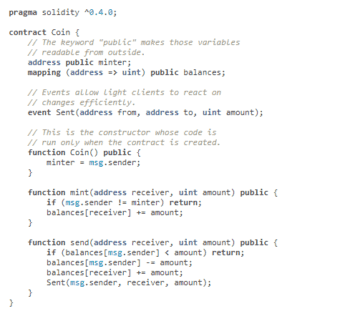 pragma solidity ^0.4.0;

contract Coin {
    // The keyword "public" makes those variables
    // readable from outside.
    address public minter;
    mapping (address => uint) public balances;

    // Events allow light clients to react on
    // changes efficiently.
    event Sent(address from, address to, uint amount);

    // This is the constructor whose code is
    // run only when the contract is created.
    function Coin() public {
        minter = msg.sender;
    }

    function mint(address receiver, uint amount) public {
        if (msg.sender != minter) return;
        balances[receiver] += amount;
    }

    function send(address receiver, uint amount) public {
        if (balances[msg.sender] < amount) return;
        balances[msg.sender] -= amount;
        balances[receiver] += amount;
        Sent(msg.sender, receiver, amount);
    }
}